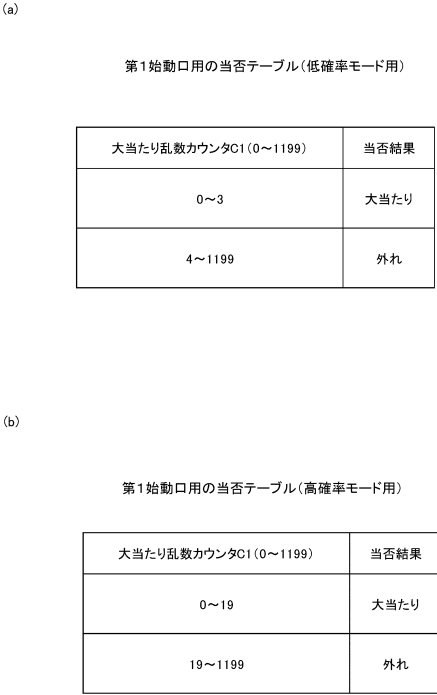 (a)
第1始動口用の当否テーブル(低確率モード用)
大当たり乱数カウンタC1(0～1199) 当否結果
0～3 大当たり
4～1199 外れ
(b)
第1始動口用の当否テーブル(高確率モード用)
大当たり乱数カウンタC1(0～1199) 当否結果
0～19 大当たり
19～1199 外れ